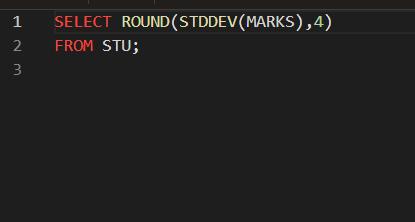 1 SELECT ROUND(STDDEV(MARKS),4)
2 FROM STU;
3